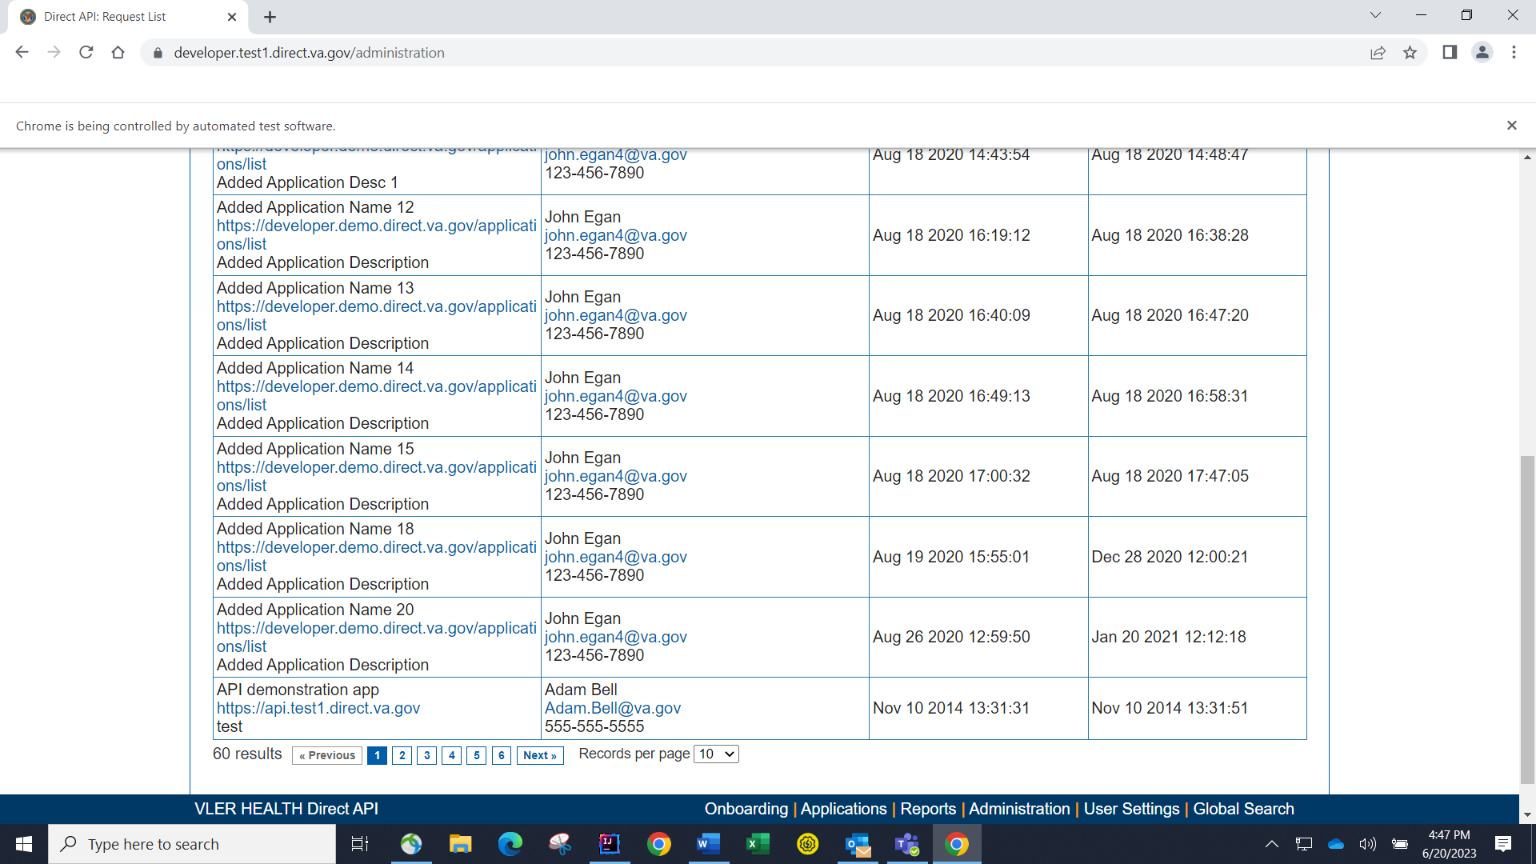 Direct API: Request List
developer.test1.direct.va.gov/administration
Chrome is being controlled by automated test software.
https://developer.demo.direct.va.gov/applicati
ons/list
Added Application Desc 1
john.egan4@va.gov
123-456-7890
Aug 18 2020 14:43:54
Aug 18 2020 14:48:47
Added Application Name 12
https://developer.demo.direct.va.gov/applicati
ons/list
Added Application Description
John Egan
john.egan4@va.gov
123-456-7890
Aug 18 2020 16:19:12
Aug 18 2020 16:38:28
Added Application Name 13
https://developer.demo.direct.va.gov/applicati
ons/list
Added Application Description
John Egan
john.egan4@va.gov
123-456-7890
Aug 18 2020 16:40:09
Aug 18 2020 16:47:20
Added Application Name 14
https://developer.demo.direct.va.gov/applicati
ons/list
Added Application Description
John Egan
john.egan4@va.gov
123-456-7890
Aug 18 2020 16:49:13
Aug 18 2020 16:58:31
Added Application Name 15
https://developer.demo.direct.va.gov/applicati
ons/list
Added Application Description
John Egan
john.egan4@va.gov
123-456-7890
Aug 18 2020 17:00:32
Aug 18 2020 17:47:05
Added Application Name 18
https://developer.demo.direct.va.gov/applicati
ons/list
Added Application Description
John Egan
john.egan4@va.gov
123-456-7890
Aug 19 2020 15:55:01
Dec 28 2020 12:00:21
Added Application Name 20
https://developer.demo.direct.va.gov/applicati
ons/list
Added Application Description
John Egan
john.egan4@va.gov
123-456-7890
Aug 26 2020 12:59:50
Jan 20 2021 12:12:18
API demonstration app
https://api.test1.direct.va.gov
test
Adam Bell
Adam.Bell@va.gov
555-555-5555
Nov 10 2014 13:31:31
Nov 10 2014 13:31:51
60 results « Previous 1 2 3 4 5 6 Next » Records per page 10
VLER HEALTH Direct API
Onboarding | Applications | Reports | Administration | User Settings | Global Search
Type here to search
4:47 PM
6/20/2023